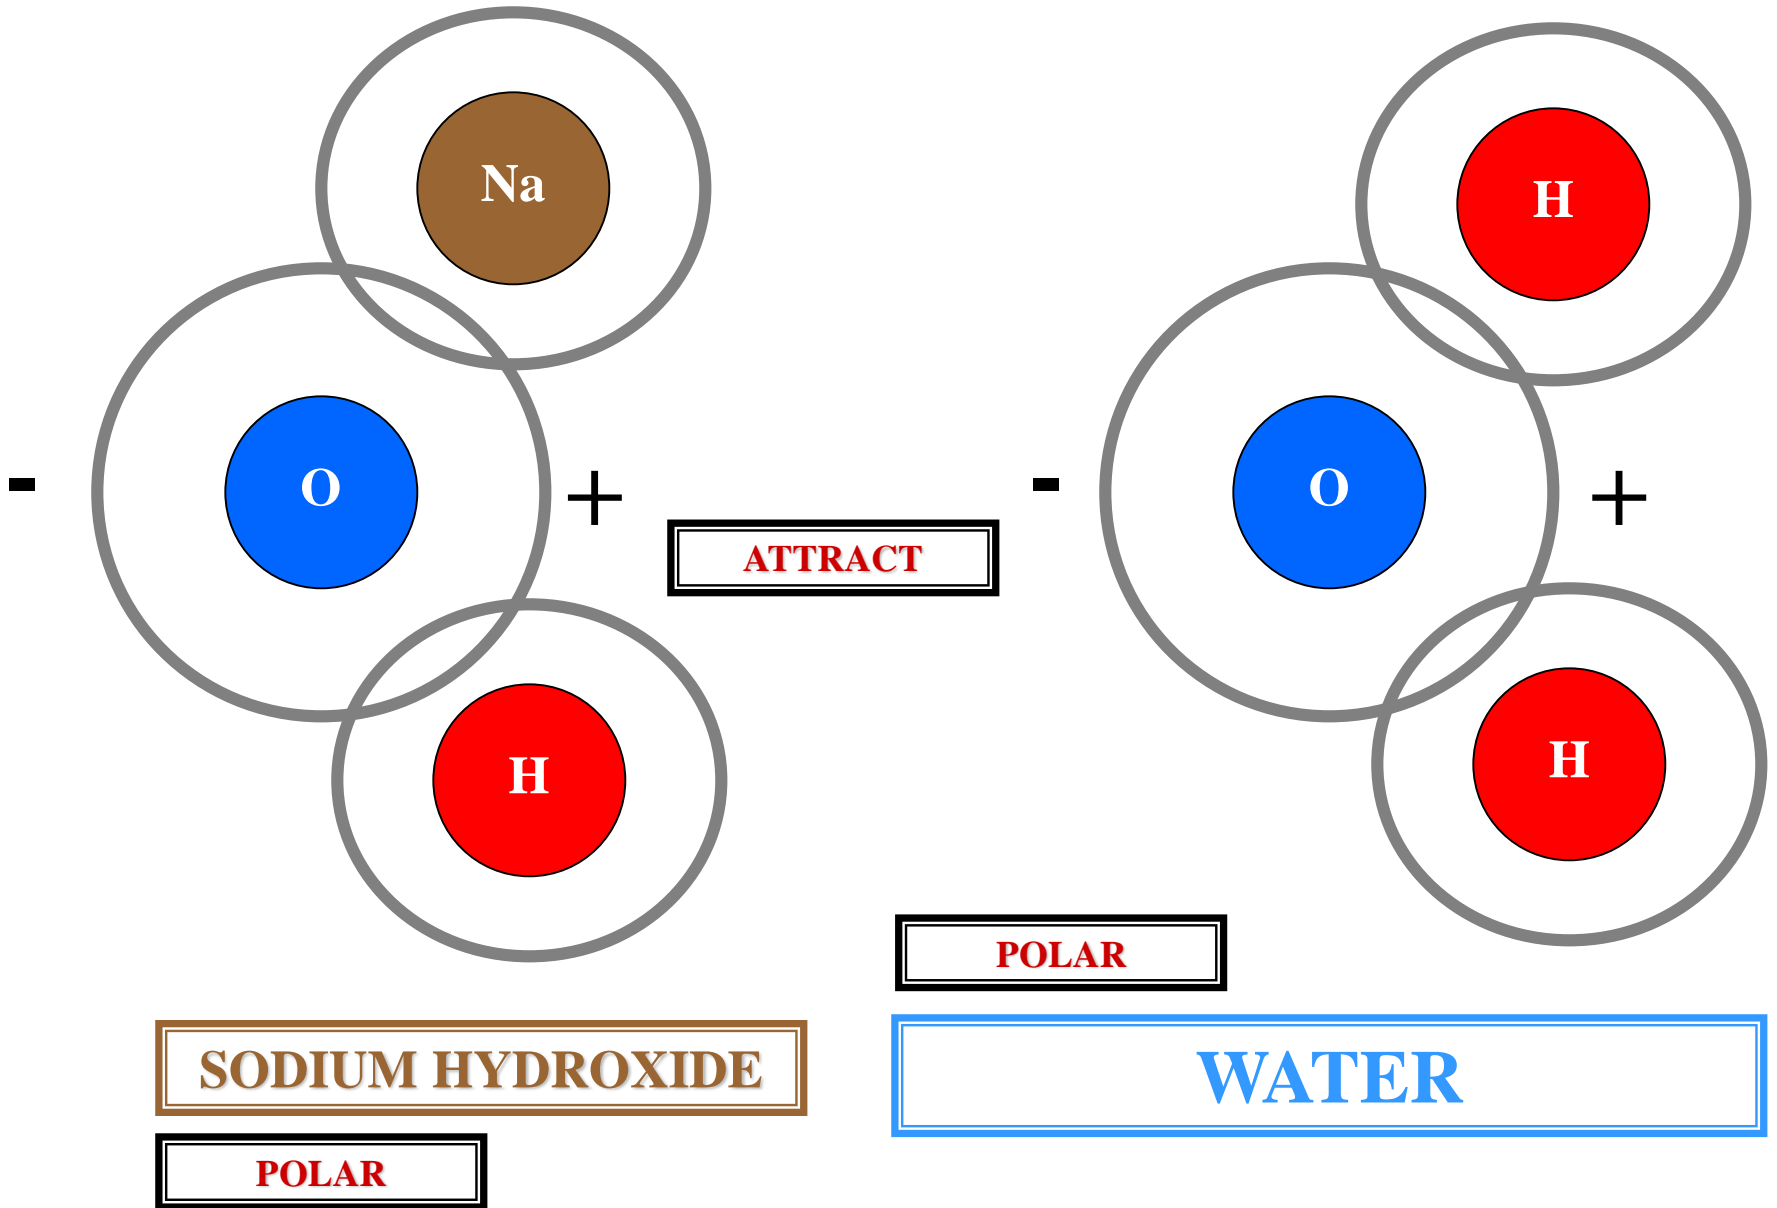 Na
H
O
O
-
+
-
+
ATTRACT
H
H
POLAR
SODIUM HYDROXIDE
WATER
POLAR